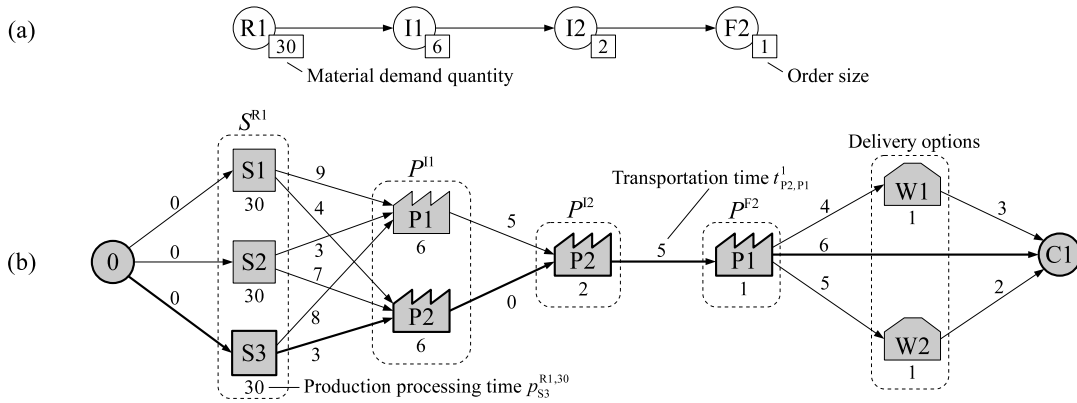 (a)
R1
30
I1
6
I2
2
F2
1
Material demand quantity
Order size
(b)
S^R1
P^I1
P^I2
P^F2
Delivery options
Transportation time t^1_P2,P1
0
0
0
0
S1
30
S2
30
S3
30
9
4
3
7
8
3
P1
6
P2
6
5
0
P2
2
5
P1
1
4
6
5
W1
1
W2
1
3
2
C1
Production processing time p^R1,30_S3